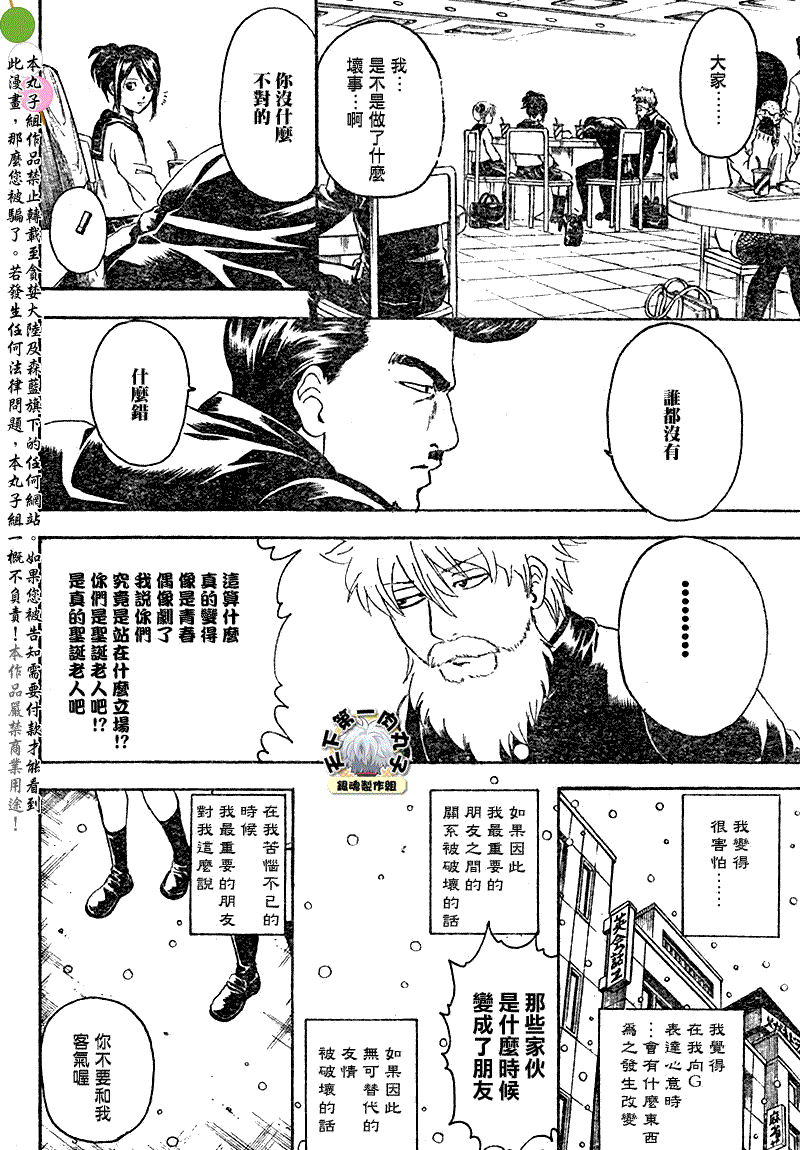 大家……
我…
是不是做了什麼
壞事…啊
你沒什麼
不對的
！
誰都沒有
什麼錯
………
這算什麼
真的變得
像是青春
偶像劇了
我說你們
究竟是站在什麼立場!?
你們是聖誕老人吧!?
是真的聖誕老人吧
我變得
很害怕……
我覺得
在我向G
表達心意時
…會有什麼東西
為之發生改變
如果因此
我最重要的
朋友之間的
關系被破壞的話
那些家伙
是什麼時候
變成了朋友
如果因此
無可替代的
友情
被破壞的話
在我苦惱不已的
時候
我最重要的朋友
對我這麼說
你不要和我
客氣喔
英会話
天下第一肉丸子
銀魂製作組
本丸子組作品禁止轉載至貪婪大陸及森藍旗下的任何網站。如果您被告知需要付款才能看到
此漫畫，那麼您被騙了。若發生任何法律問題，本丸子組一概不負責！本作品嚴禁商業用途！